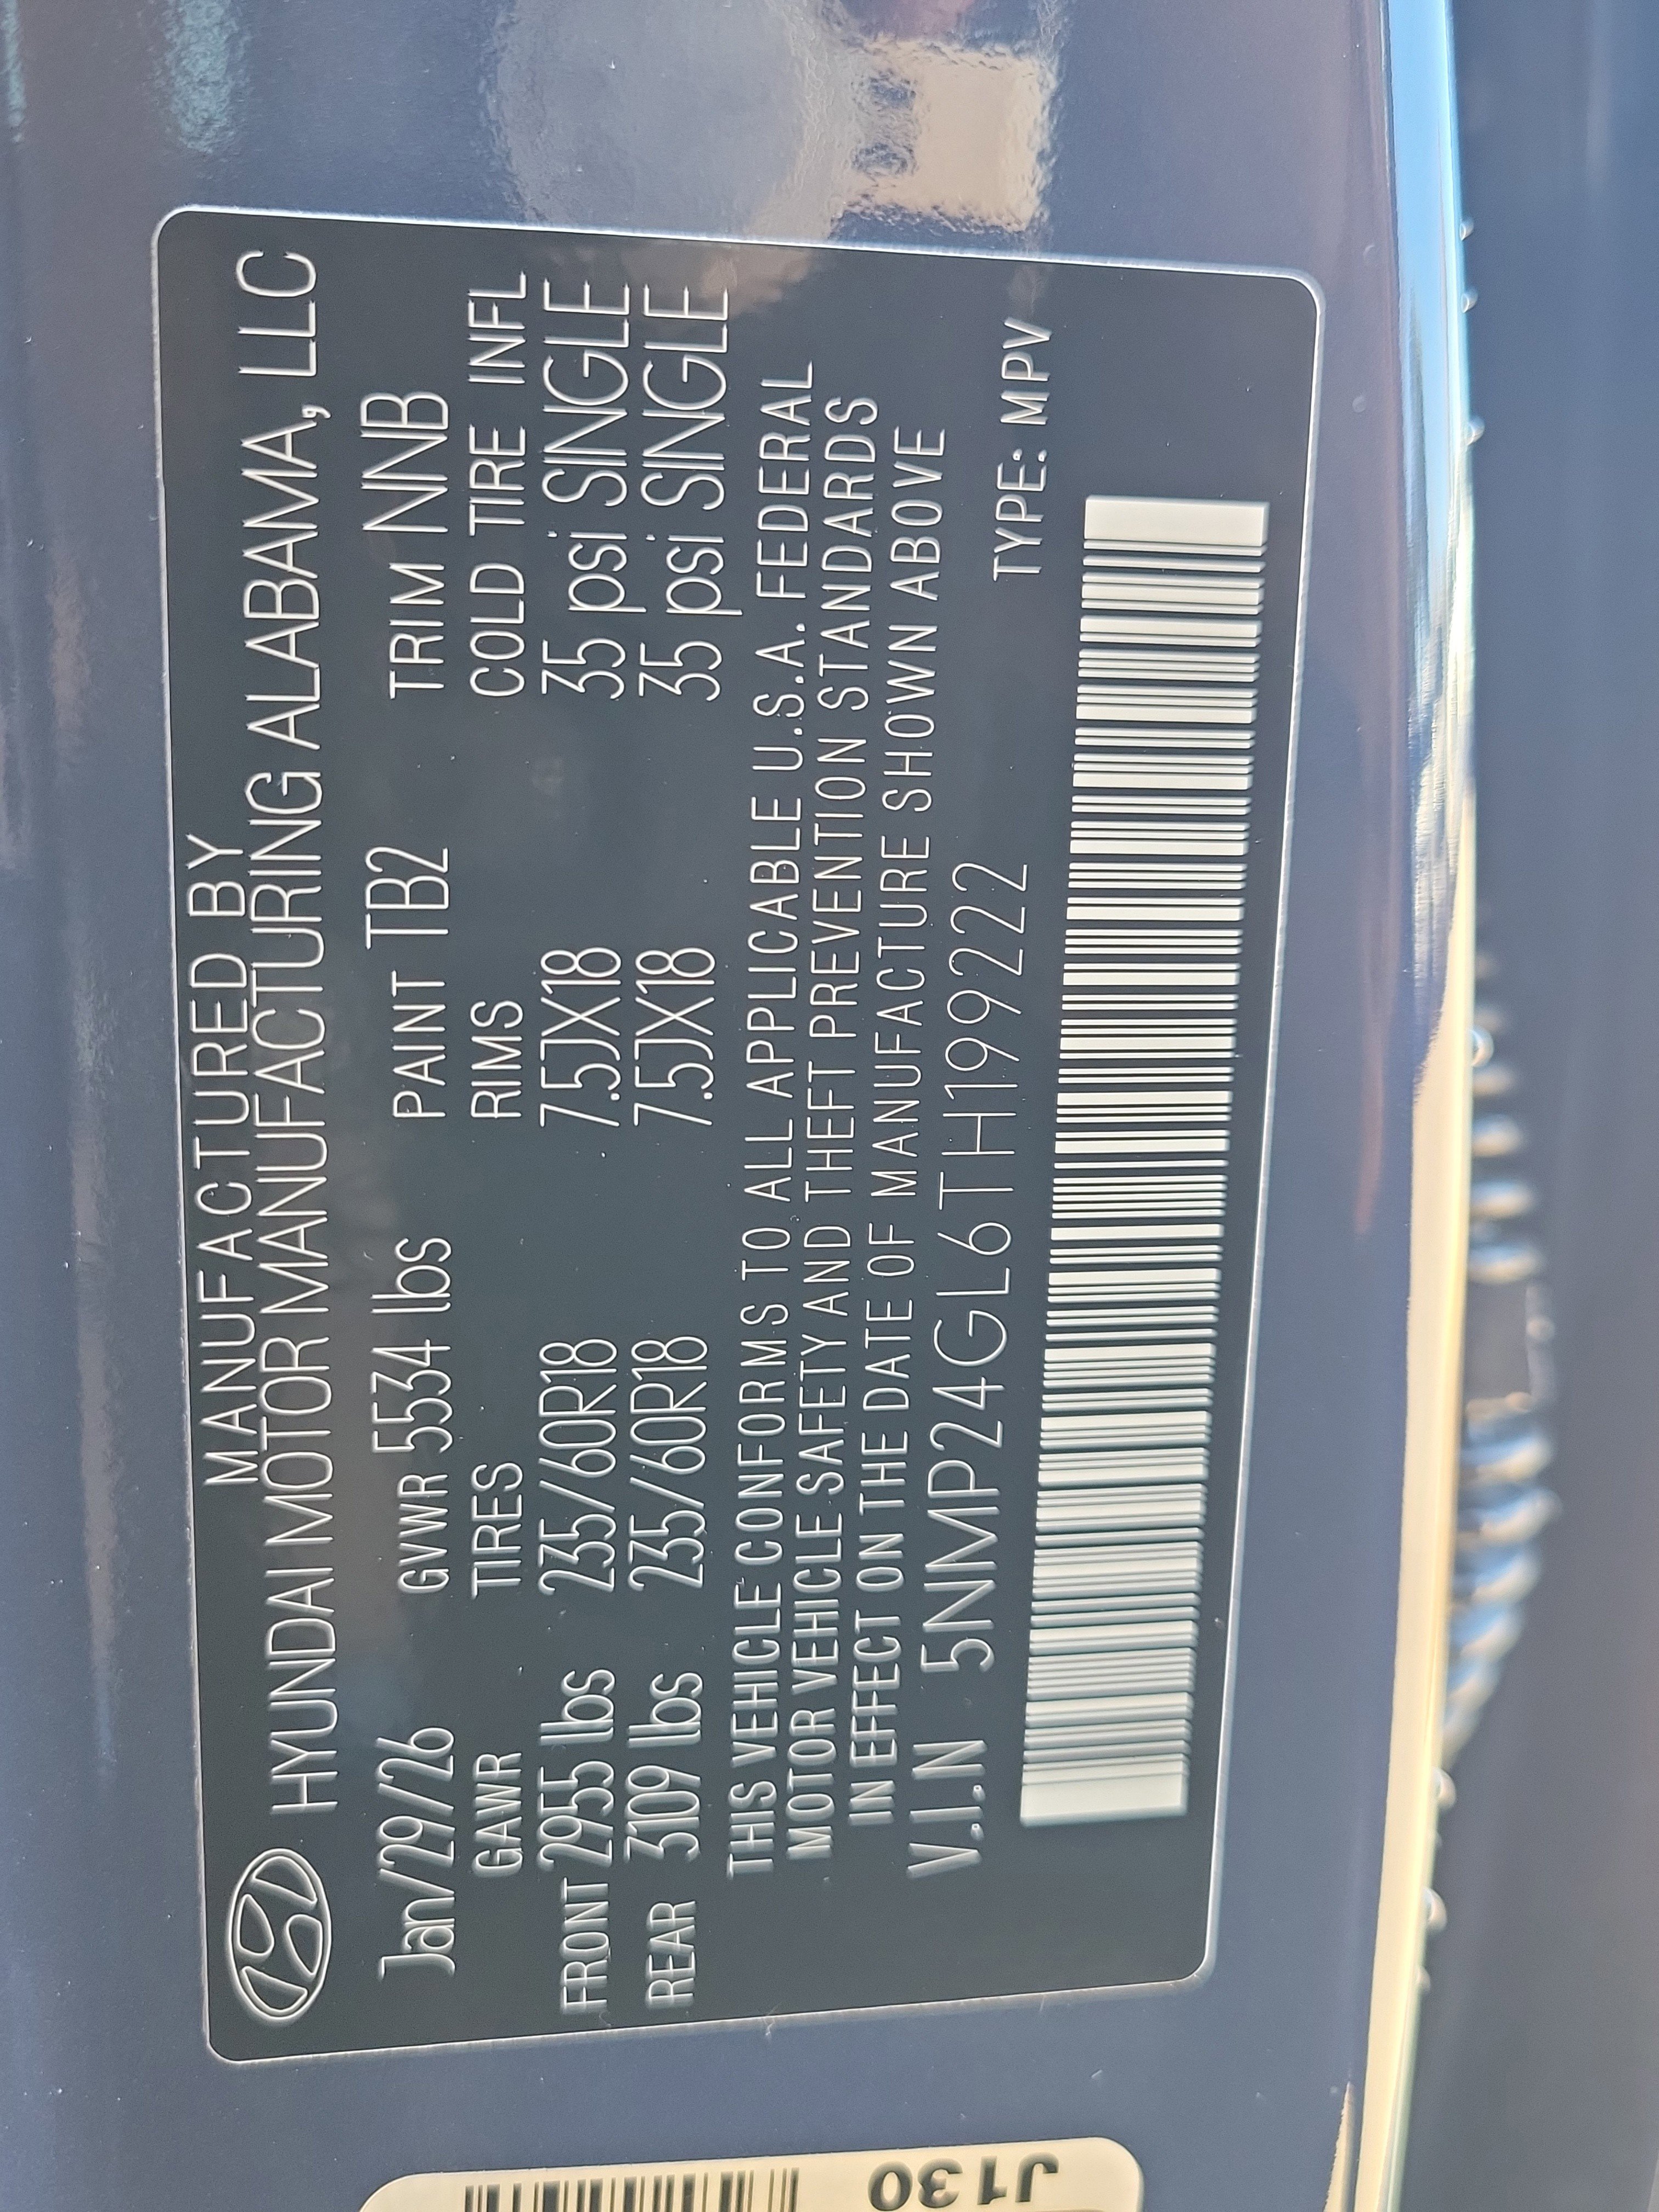 MANUFACTURED BY
HYUNDAI MOTOR MANUFACTURING ALABAMA, LLC
Jan/29/26 GVWR 5534 lbs PAINT TB2 TRIM NNB
GAWR TIRES RIMS COLD TIRE INFL
FRONT 2955 lbs 235/60R18 7.5JX18 35 psi SINGLE
REAR 3109 lbs 235/60R18 7.5JX18 35 psi SINGLE
THIS VEHICLE CONFORMS TO ALL APPLICABLE U.S.A. FEDERAL
MOTOR VEHICLE SAFETY AND THEFT PREVENTION STANDARDS
IN EFFECT ON THE DATE OF MANUFACTURE SHOWN ABOVE
V.I.N 5NMP24GL6TH199222
TYPE: MPV
J130